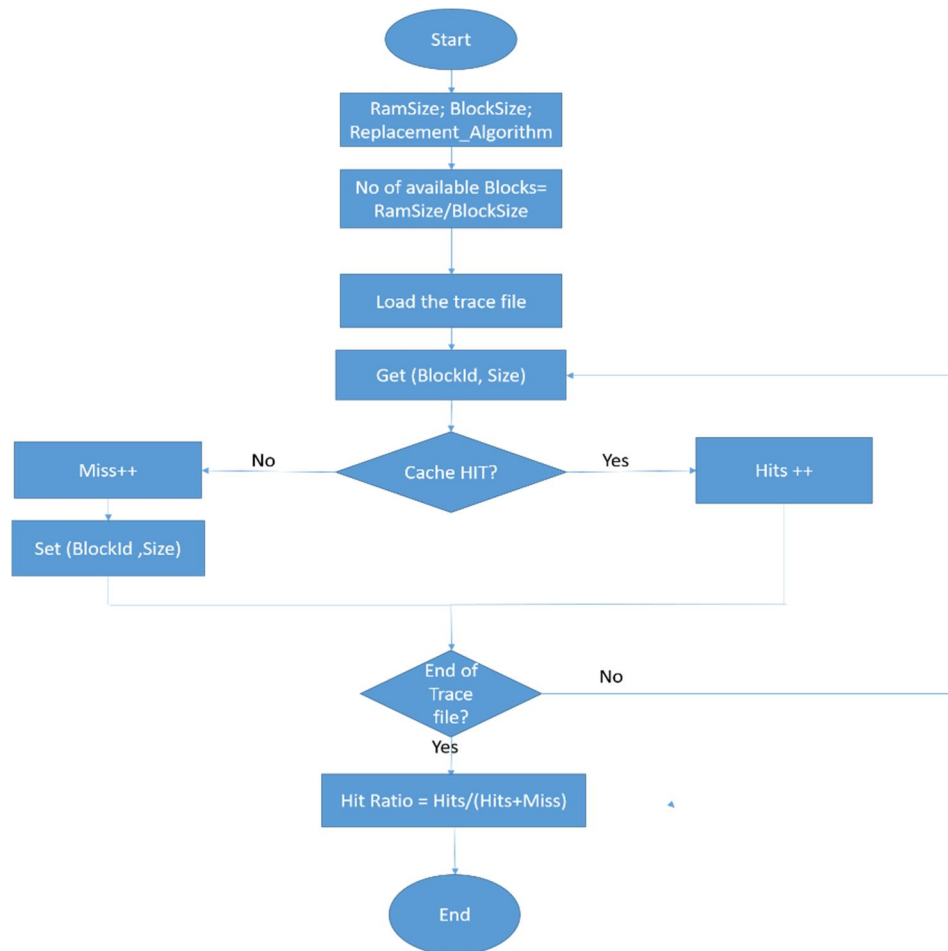 Start
RamSize; BlockSize;
Replacement_Algorithm
No of available Blocks=
RamSize/BlockSize
Load the trace file
Get (BlockId, Size)
Miss++
No
Cache HIT?
Yes
Hits ++
Set (BlockId ,Size)
End of
Trace
file?
No
Yes
Hit Ratio = Hits/(Hits+Miss)
End